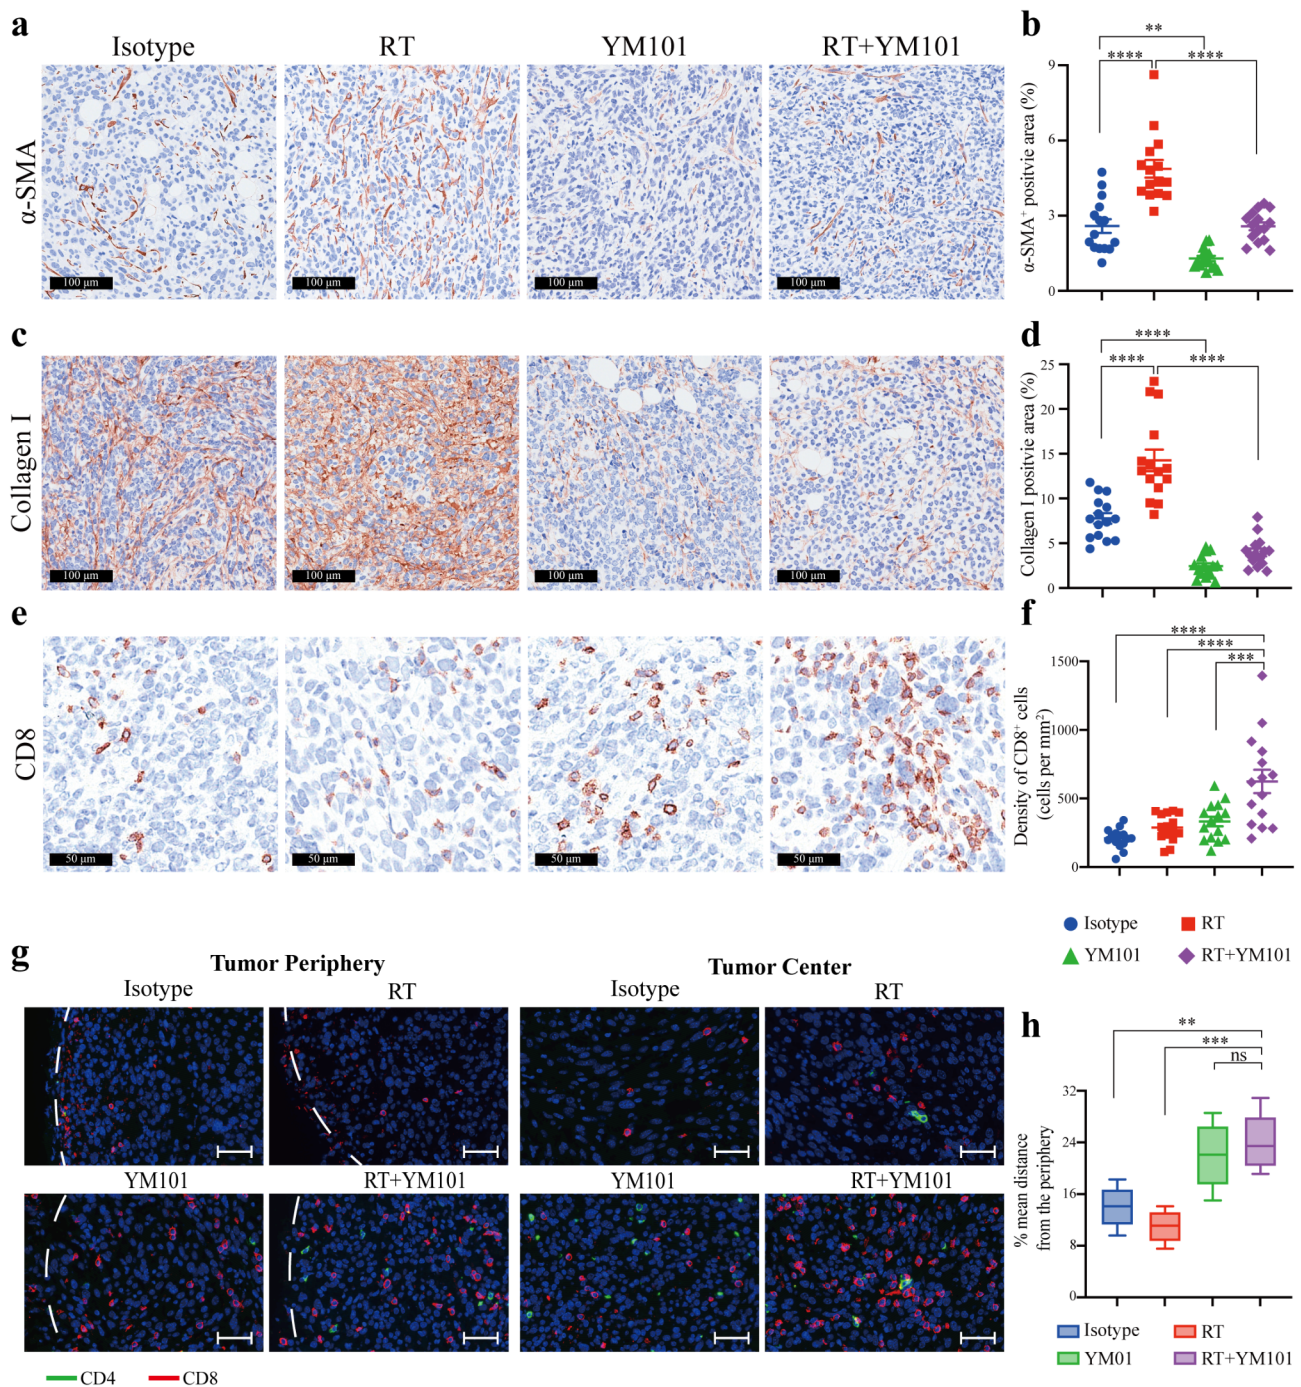 a
Isotype
RT
YM101
RT+YM101
α-SMA
100 μm
100 μm
100 μm
100 μm
b
**
****
****
α-SMA⁺ positvie area (%)
9
6
3
0
c
Collagen I
100 μm
100 μm
100 μm
100 μm
d
****
****
****
Collagen I positvie area (%)
25
20
15
10
5
0
e
CD8
50 μm
50 μm
50 μm
50 μm
f
****
****
***
Density of CD8⁺ cells
(cells per mm²)
1500
1000
500
0
Isotype
RT
YM101
RT+YM101
g
Tumor Periphery
Tumor Center
Isotype
RT
Isotype
RT
YM101
RT+YM101
YM101
RT+YM101
CD4
CD8
h
**
***
ns
% mean distance
from the periphery
32
24
16
8
0
Isotype
RT
YM01
RT+YM101